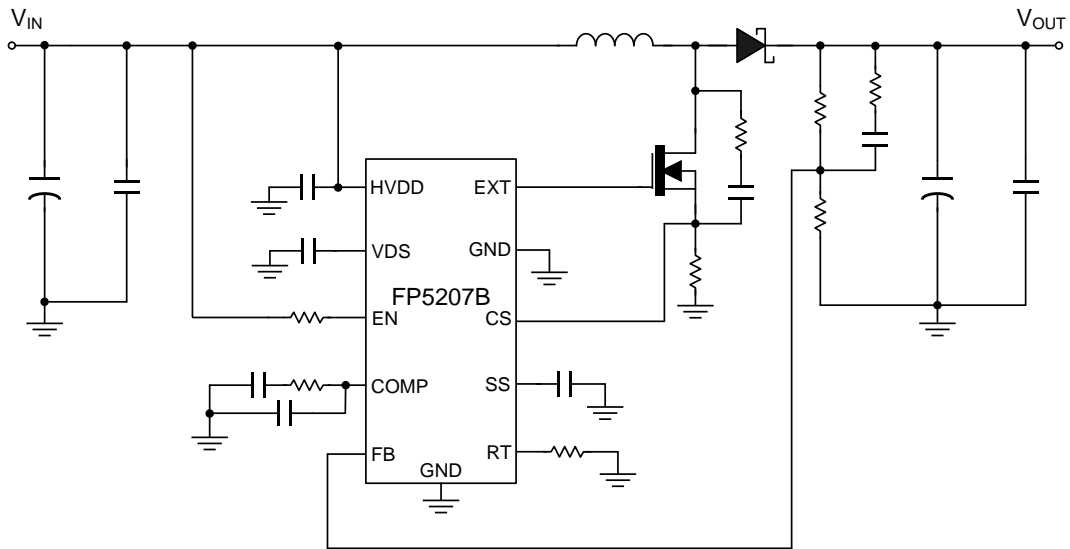 VIN
VOUT
HVDD
EXT
VDS
GND
FP5207B
EN
CS
COMP
SS
FB
RT
GND